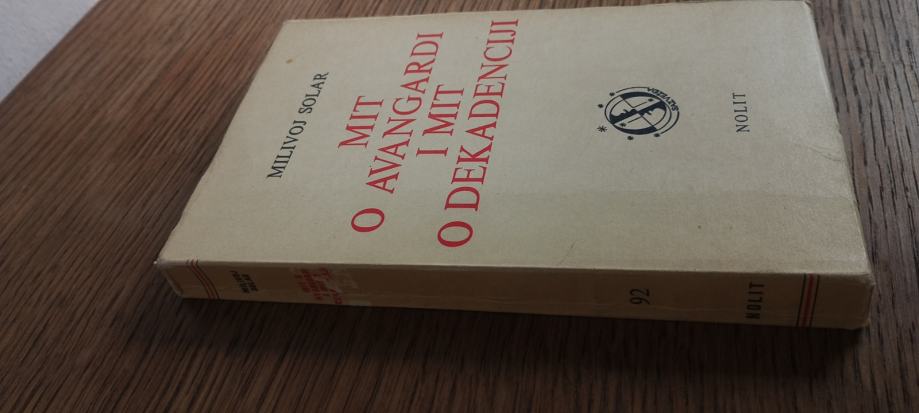 MILIVOJ SOLAR
MIT
O AVANGARDI
I MIT
O DEKADENCIJI
NOLIT
MILIVOJ
SOLAR
92
NOLIT